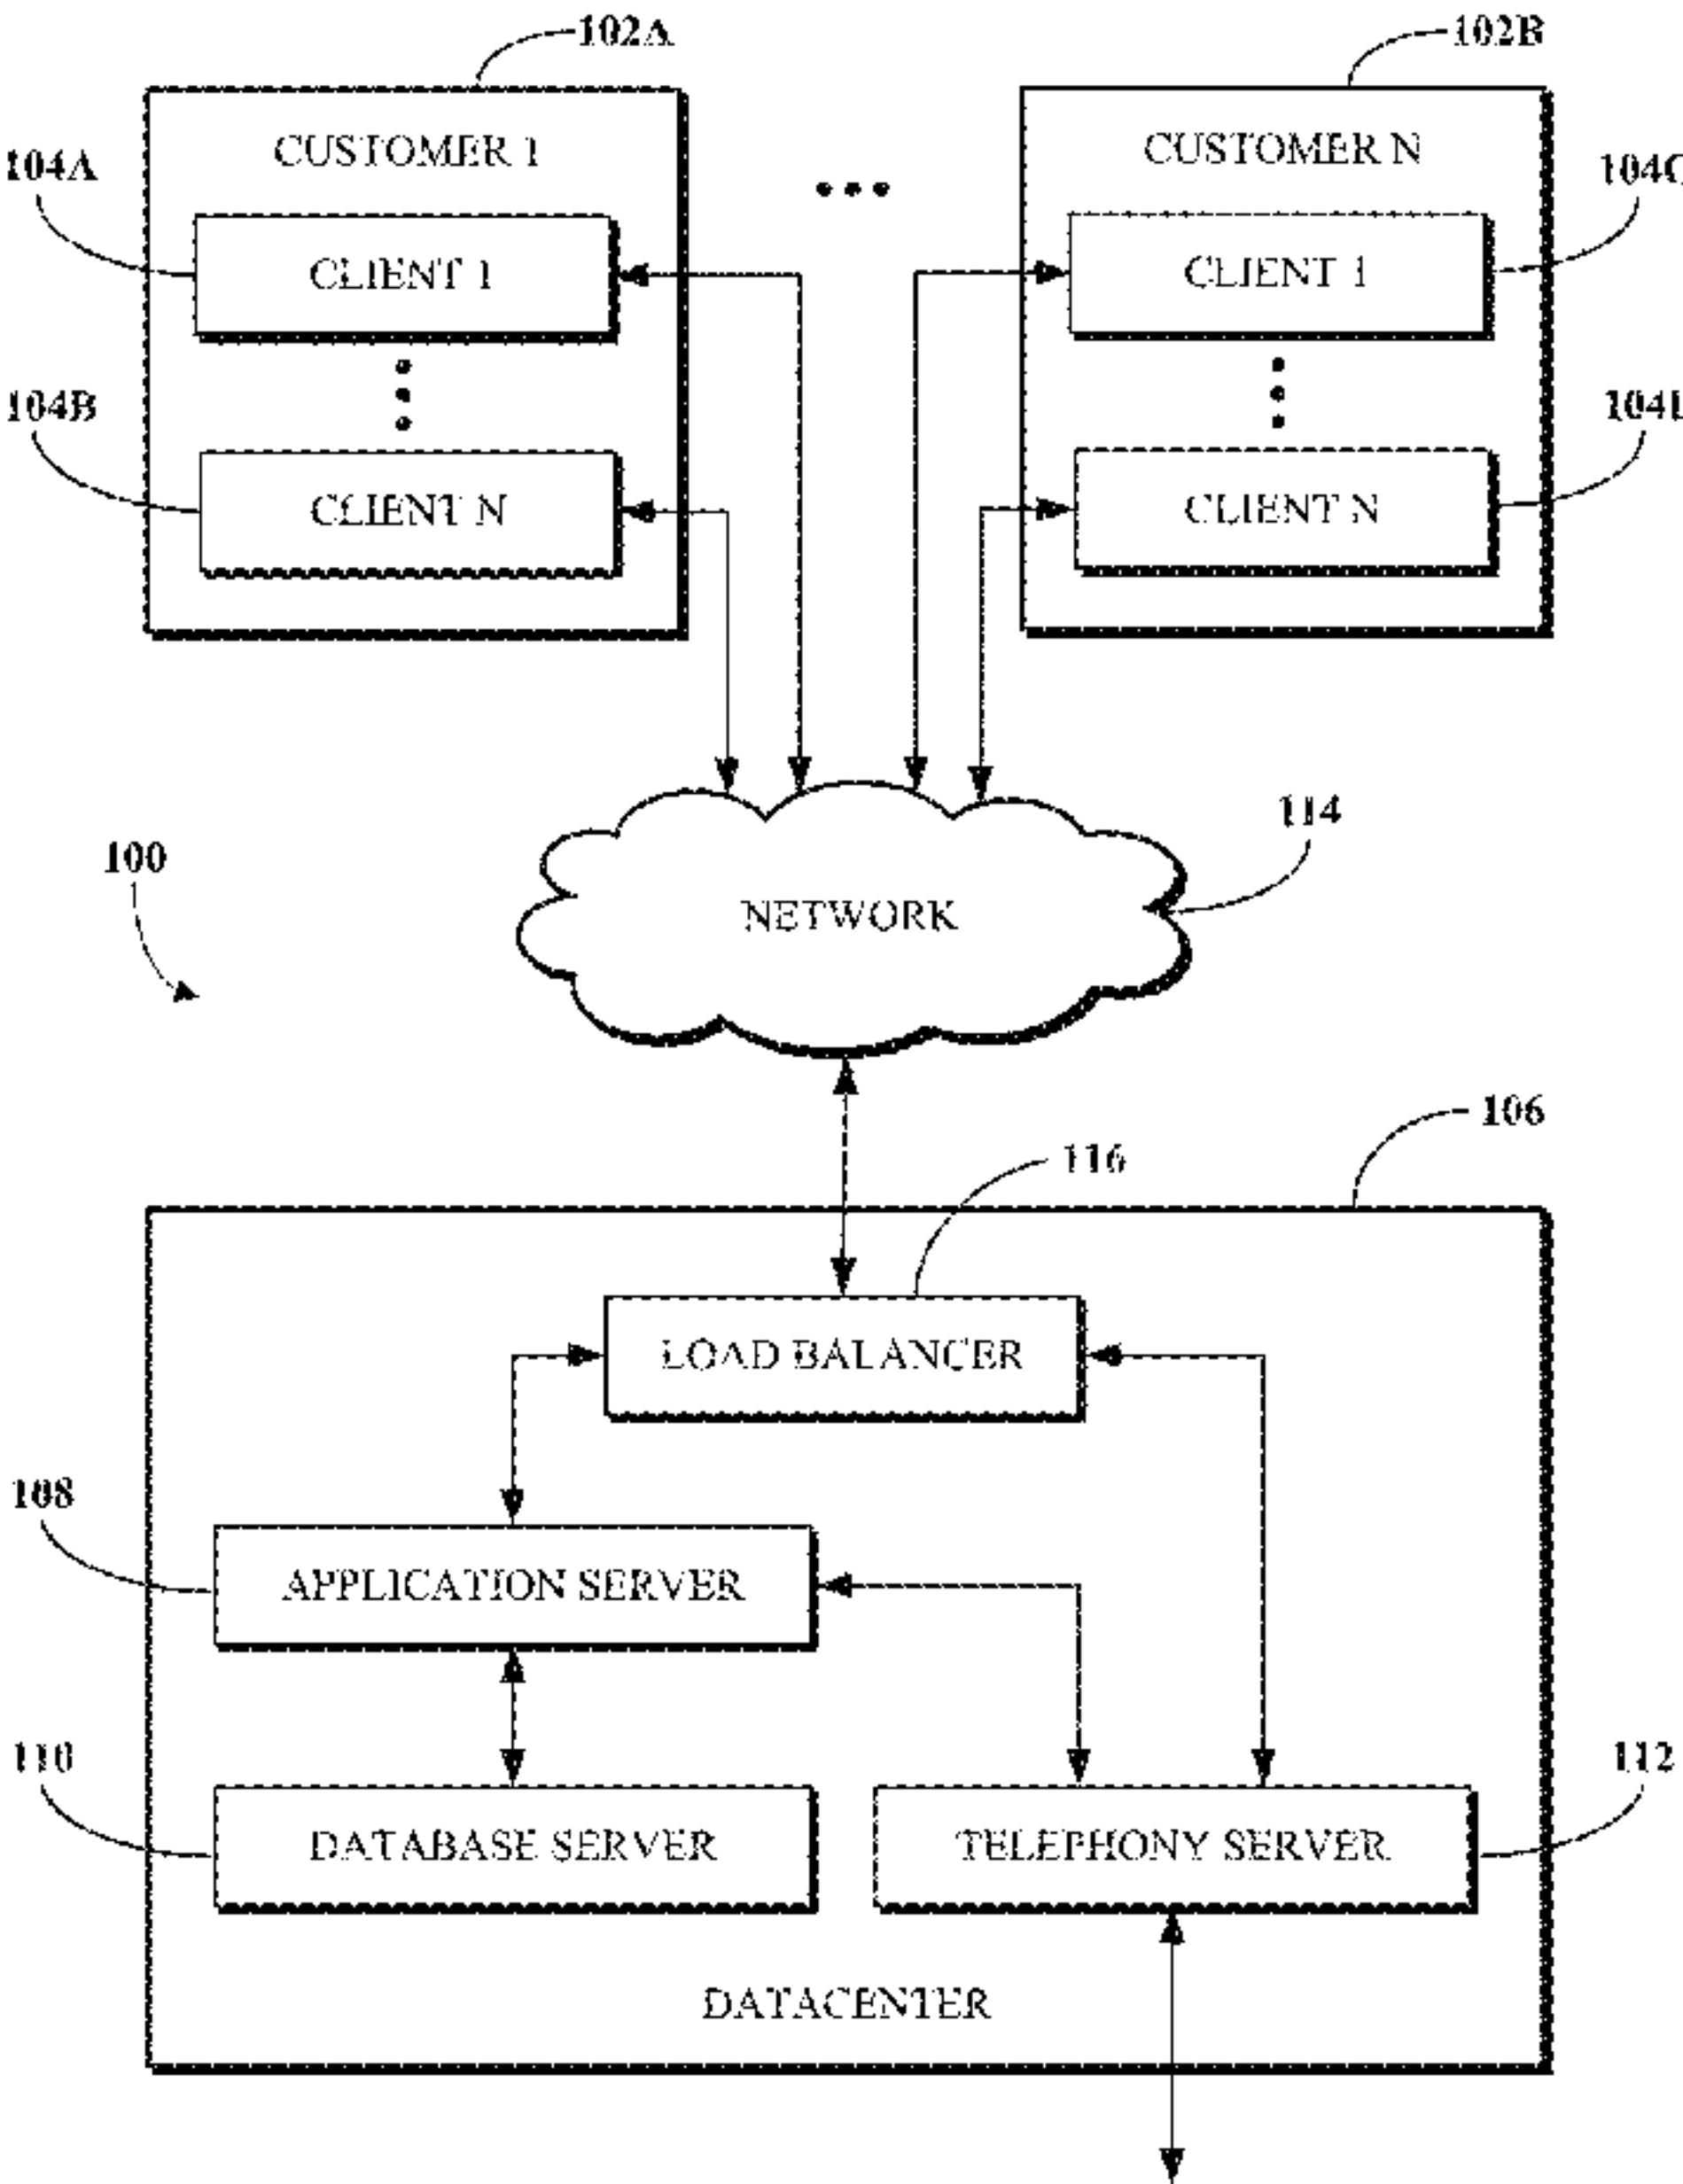 102A
102B
CUSTOMER 1
CUSTOMER N
104A
104C
CLIENT 1
CLIENT 1
104B
CLIENT N
CLIENT N
114
100
NETWORK
106
116
LOAD BALANCER
108
APPLICATION SERVER
110
112
DATABASE SERVER
TELEPHONY SERVER
DATACENTER